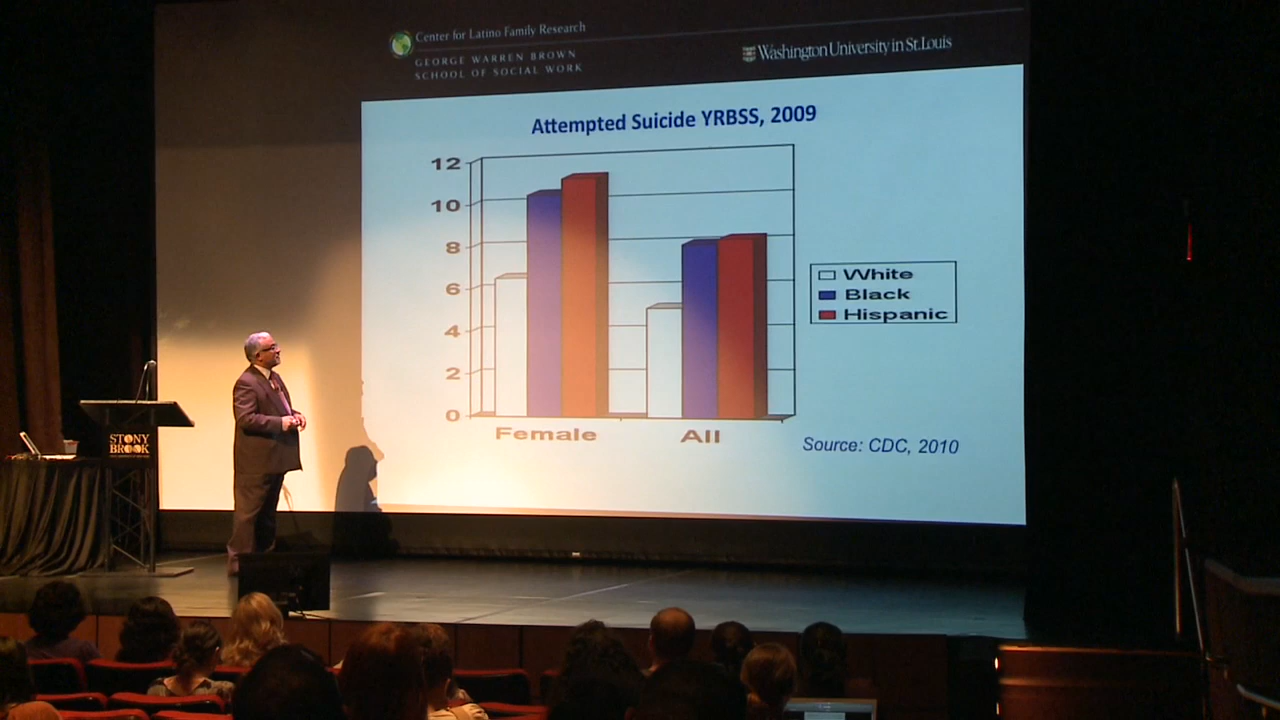 Center for Latino Family Research
GEORGE WARREN BROWN
SCHOOL OF SOCIAL WORK
Washington University in St. Louis
Attempted Suicide YRBSS, 2009
12
10
8
6
4
2
0
Female
All
White
Black
Hispanic
Source: CDC, 2010
STONY
BROOK